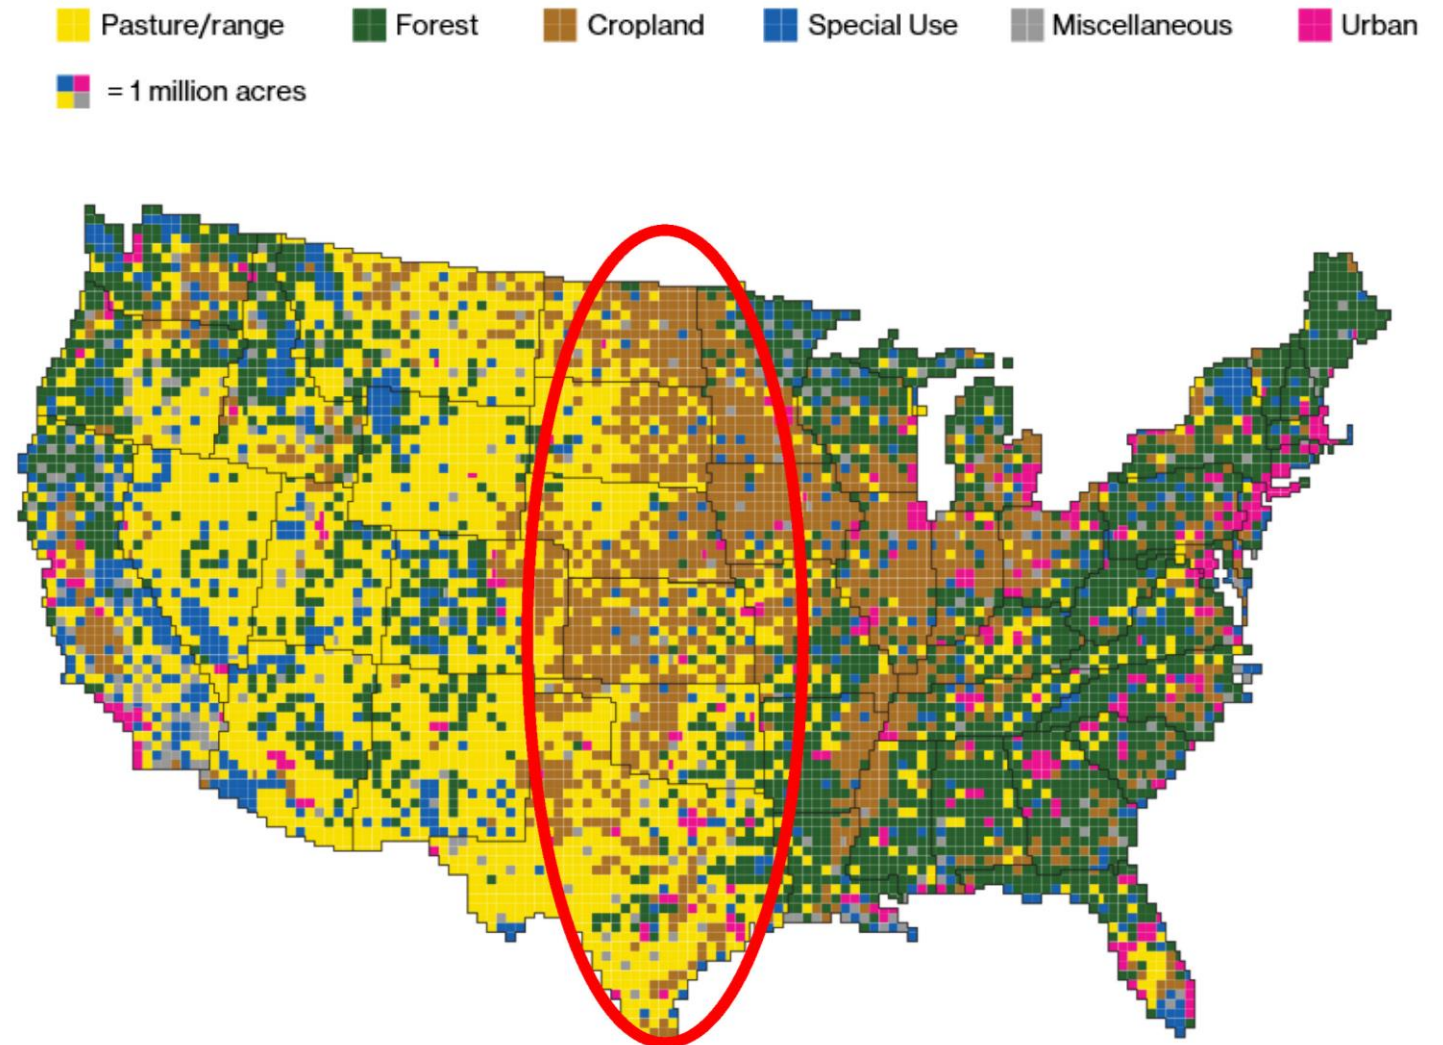 Pasture/range Forest Cropland Special Use Miscellaneous Urban
= 1 million acres